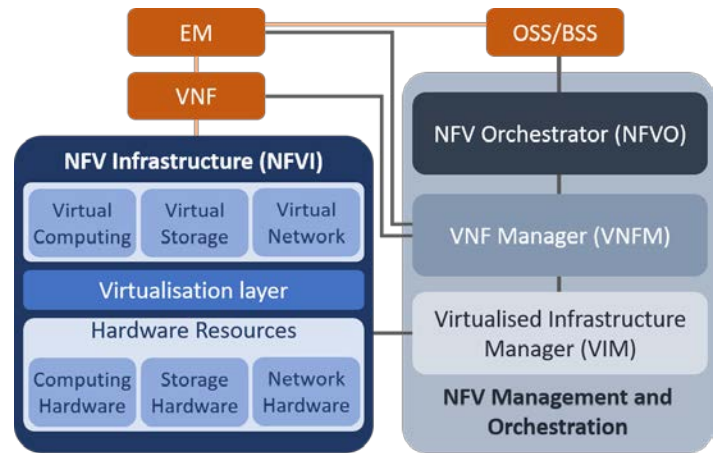 EM
OSS/BSS
VNF
NFV Infrastructure (NFVI)
Virtual
Computing
Virtual
Storage
Virtual
Network
Virtualisation layer
Hardware Resources
Computing
Hardware
Storage
Hardware
Network
Hardware
NFV Orchestrator (NFVO)
VNF Manager (VNFM)
Virtualised Infrastructure
Manager (VIM)
NFV Management and
Orchestration